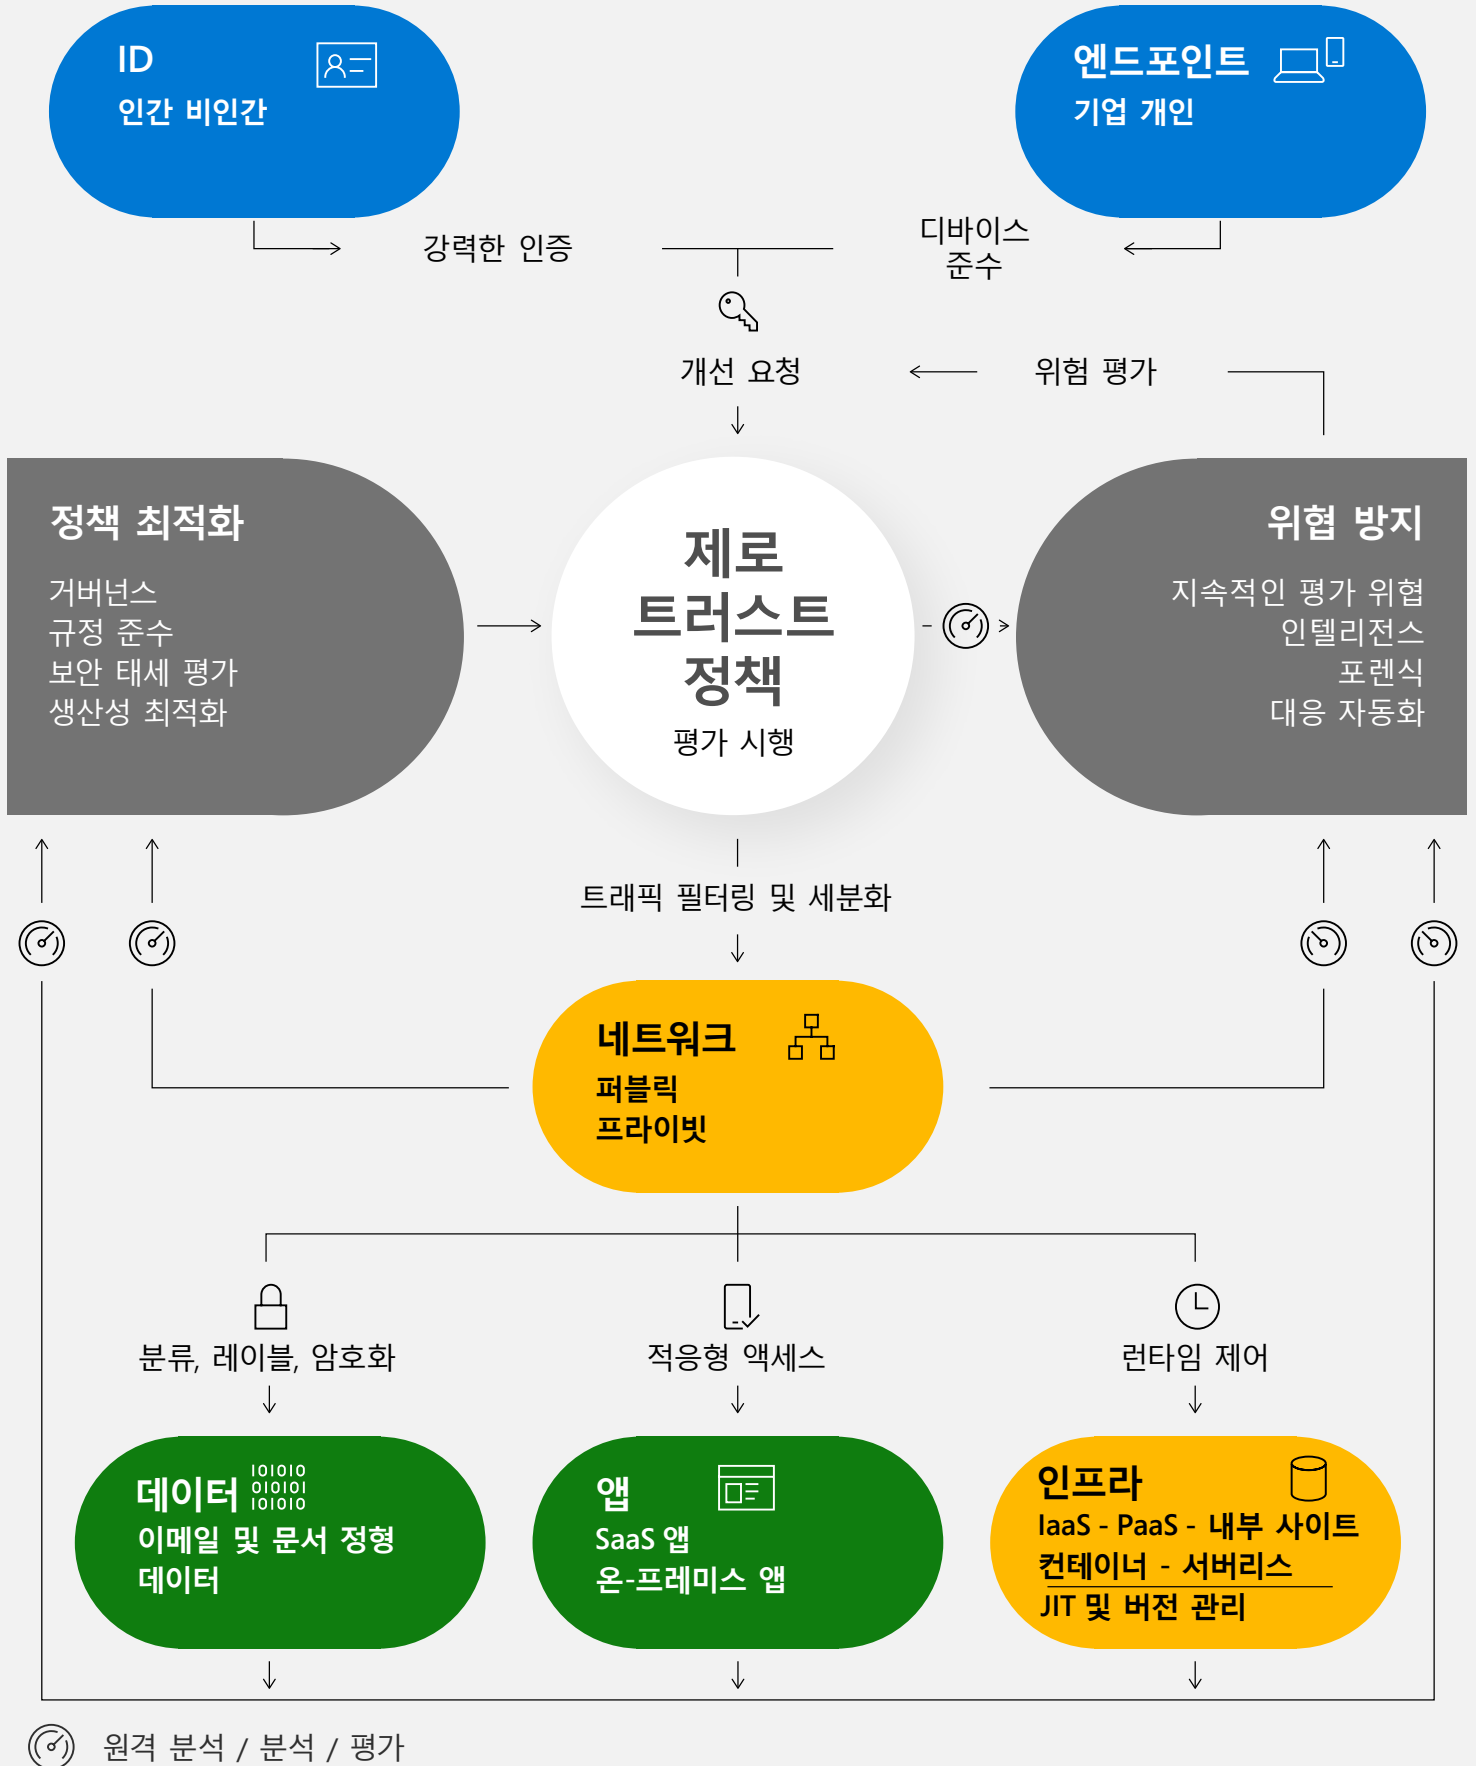 ID
인간 비인간
엔드포인트
기업 개인
강력한 인증
디바이스
준수
개선 요청
위험 평가
정책 최적화
거버넌스
규정 준수
보안 태세 평가
생산성 최적화
제로
트러스트
정책
평가 시행
위협 방지
지속적인 평가 위협
인텔리전스
포렌식
대응 자동화
트래픽 필터링 및 세분화
네트워크
퍼블릭
프라이빗
분류, 레이블, 암호화
적응형 액세스
런타임 제어
데이터
101010
010101
101010
이메일 및 문서 정형
데이터
앱
SaaS 앱
온-프레미스 앱
인프라
IaaS - PaaS - 내부 사이트
컨테이너 - 서버리스
JIT 및 버전 관리
원격 분석 / 분석 / 평가